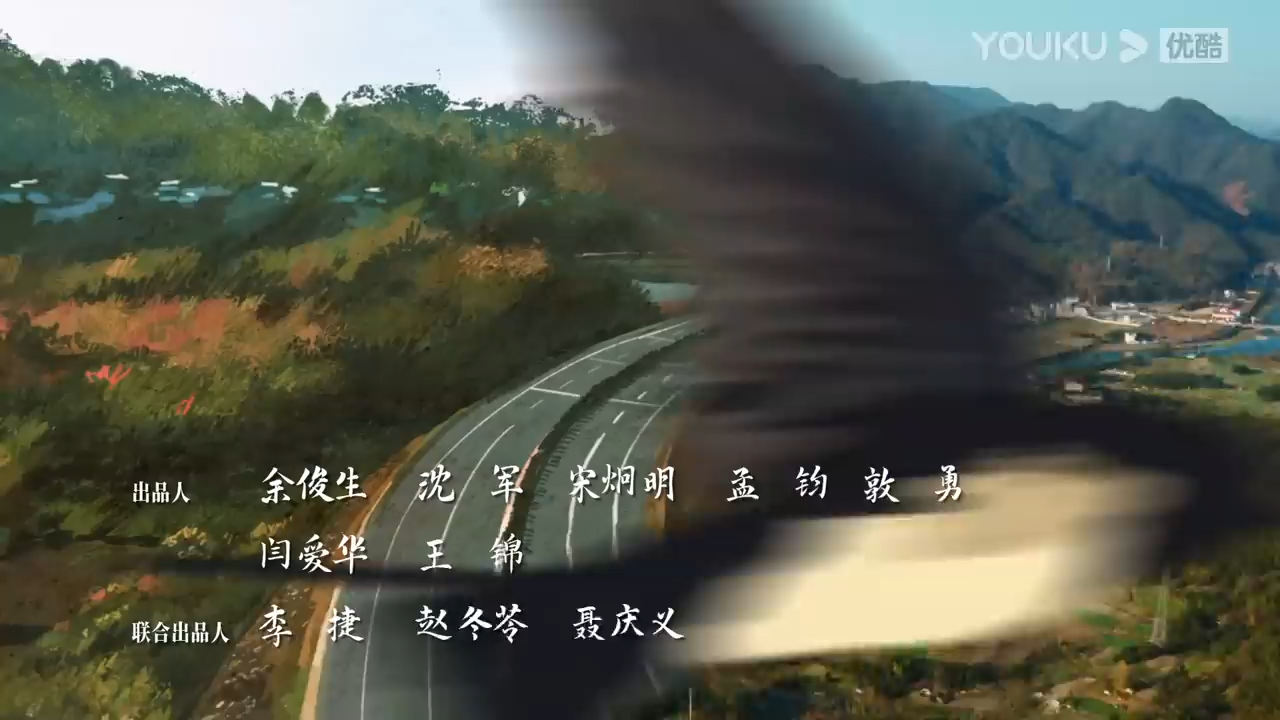 YOUKU 优酷
出品人 余俊生 沈军 宋炯明 孟钧 敦勇
闫爱华 王锦
联合出品人 李捷 赵冬苓 聂庆义